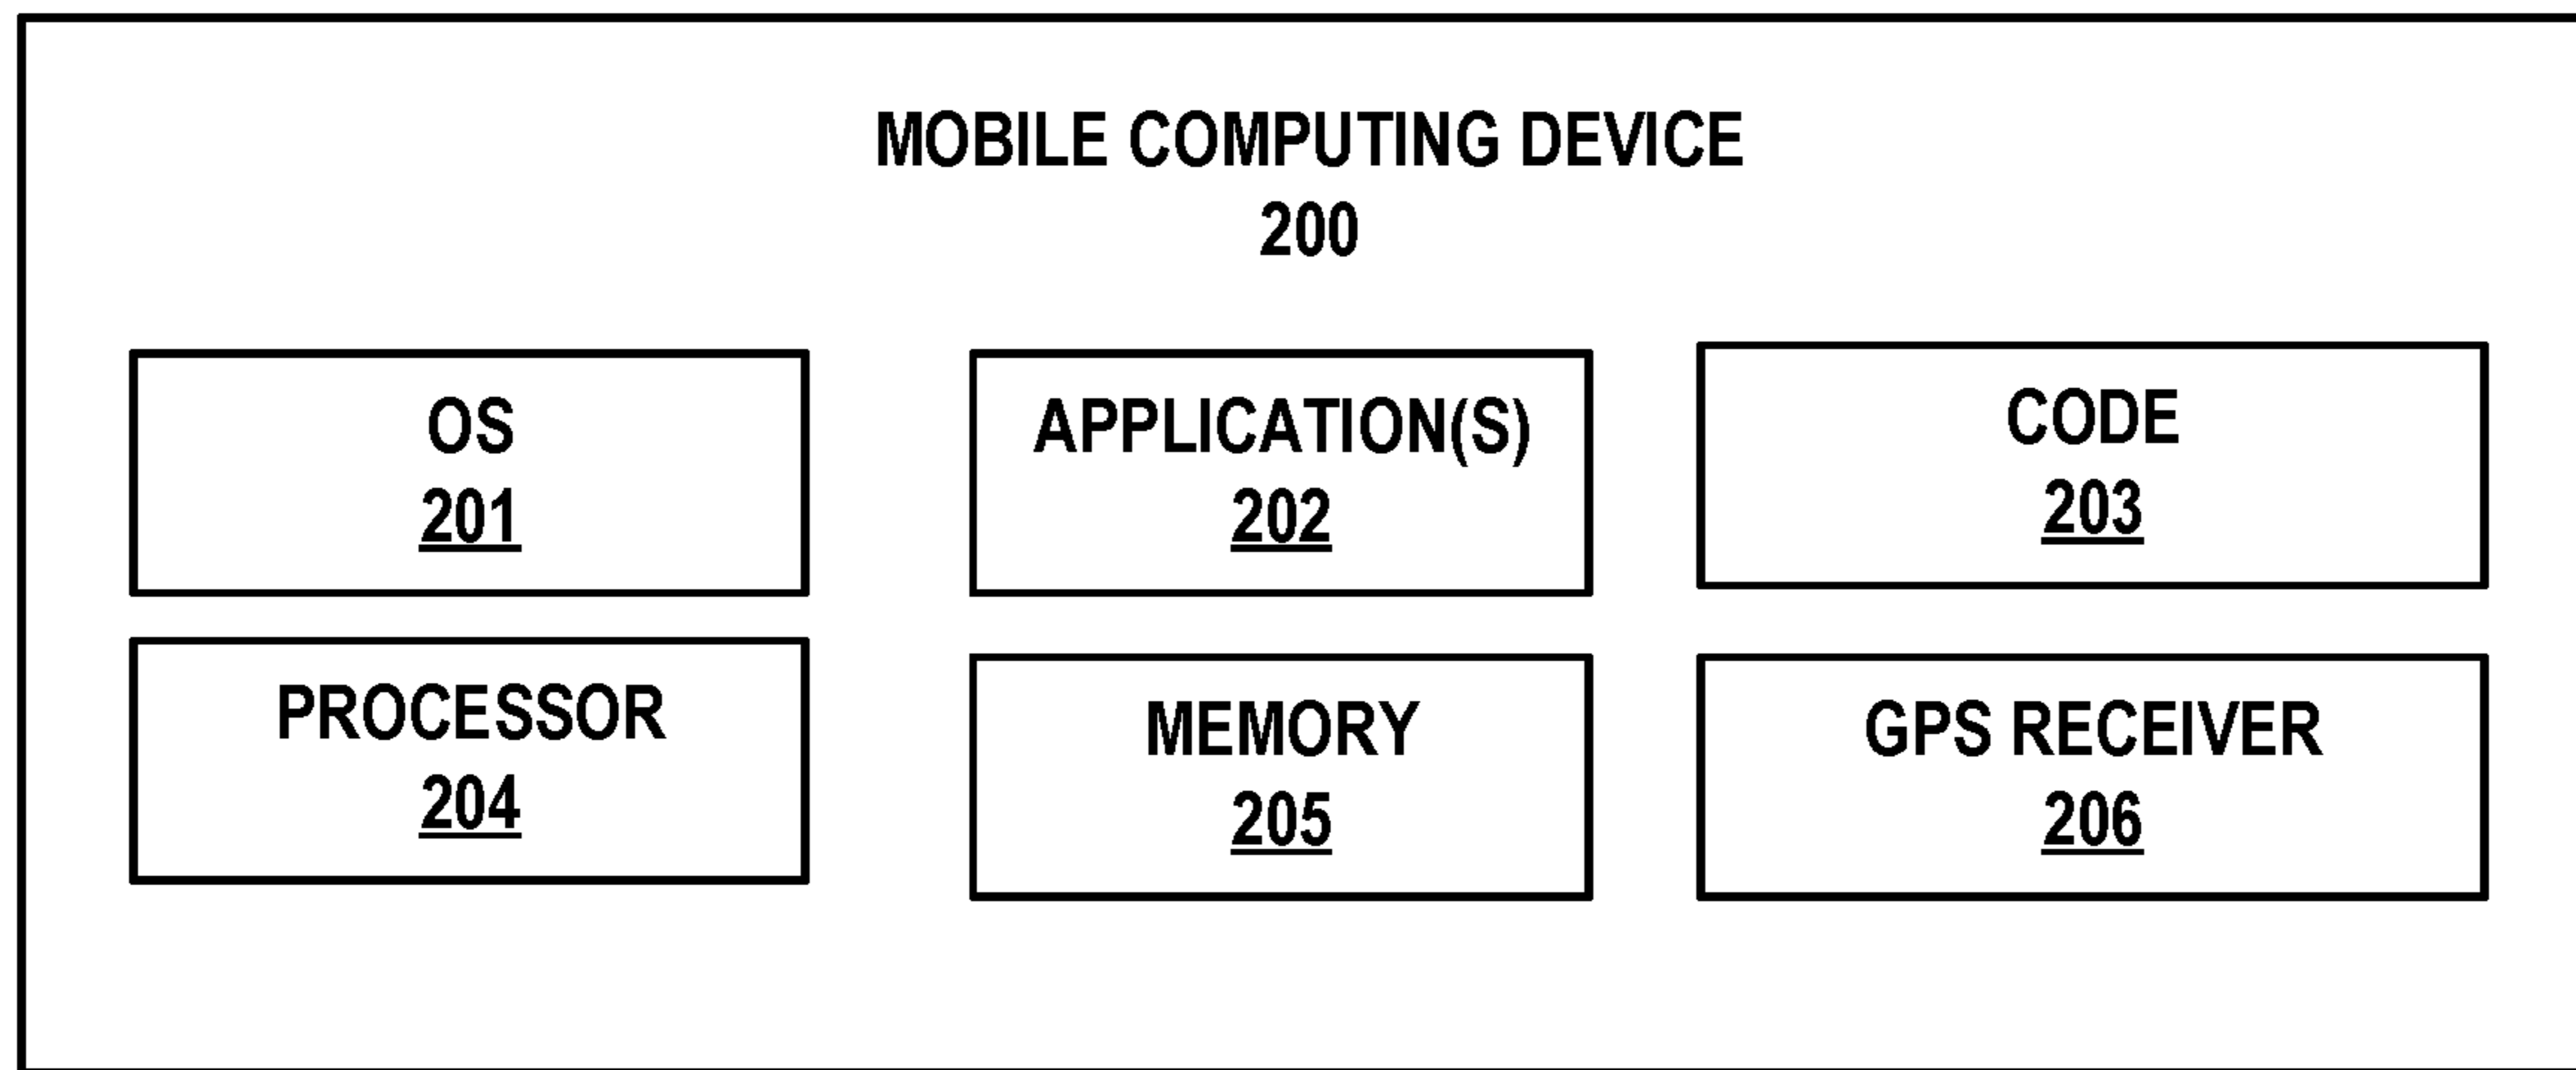 MOBILE COMPUTING DEVICE
200
OS
201
APPLICATION(S)
202
CODE
203
PROCESSOR
204
MEMORY
205
GPS RECEIVER
206